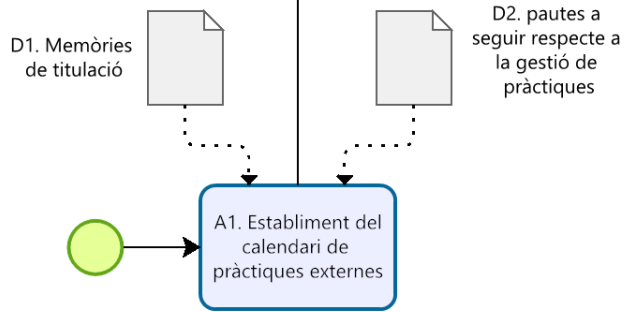 D1. Memòries
de titulació
D2. pautes a
seguir respecte a
la gestió de
pràctiques
A1. Establiment del
calendari de
pràctiques externes